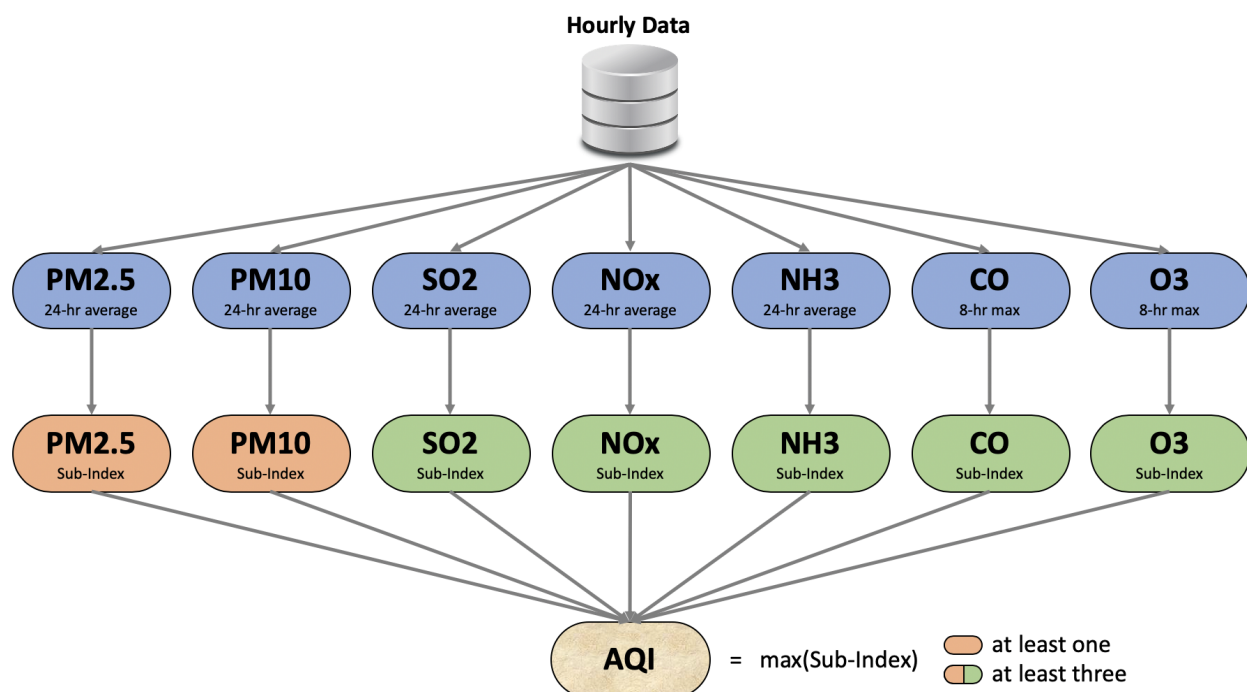 Hourly Data
PM2.5
24-hr average
PM10
24-hr average
SO2
24-hr average
NOx
24-hr average
NH3
24-hr average
CO
8-hr max
O3
8-hr max
PM2.5
Sub-Index
PM10
Sub-Index
SO2
Sub-Index
NOx
Sub-Index
NH3
Sub-Index
CO
Sub-Index
O3
Sub-Index
AQI
= max(Sub-Index)
at least one
at least three